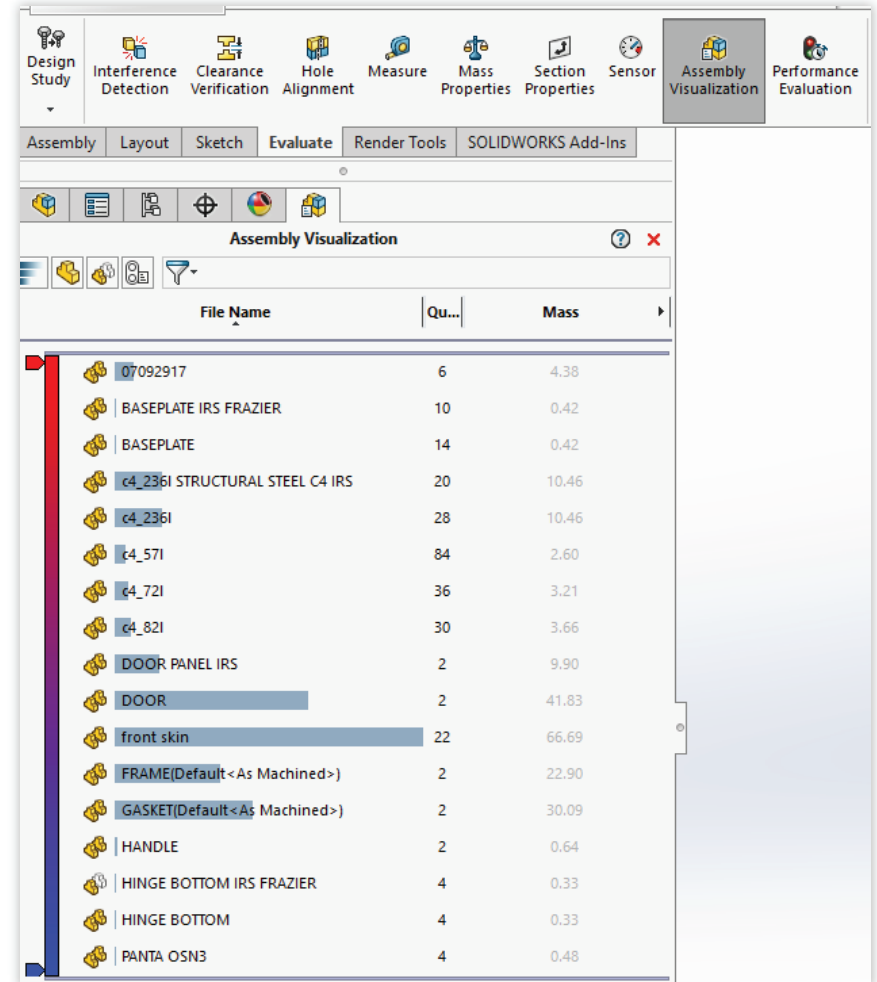 Design Study
Interference Detection
Clearance Verification
Hole Alignment
Measure
Mass Properties
Section Properties
Sensor
Assembly Visualization
Performance Evaluation
Assembly Layout Sketch Evaluate Render Tools SOLIDWORKS Add-Ins
Assembly Visualization
File Name Qu... Mass
07092917 6 4.38
BASEPLATE IRS FRAZIER 10 0.42
BASEPLATE 14 0.42
c4_236l STRUCTURAL STEEL C4 IRS 20 10.46
c4_236l 28 10.46
c4_57l 84 2.60
c4_72l 36 3.21
c4_82l 30 3.66
DOOR PANEL IRS 2 9.90
DOOR 2 41.83
front skin 22 66.69
FRAME(Default<As Machined>) 2 22.90
GASKET(Default<As Machined>) 2 30.09
HANDLE 2 0.64
HINGE BOTTOM IRS FRAZIER 4 0.33
HINGE BOTTOM 4 0.33
PANTA OSN3 4 0.48